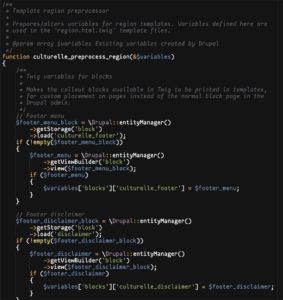 /**
 * Template region preprocessor
 *
 * Prepares/alters variables for region templates. Variables defined here are
 * used in the 'region.html.twig' template files.
 *
 * @param array $variables Existing variables created by Drupal
 */
function culturelle_preprocess_region(&$variables)
{
    /**
     * Twig variables for blocks
     *
     * Makes the callout blocks available in Twig to be printed in templates,
     * for custom placement on pages instead of the normal block page in the
     * Drupal admin.
     */
    // Footer menu
    $footer_menu_block = \Drupal::entityManager()
        ->getStorage('block')
        ->load('culturelle_footer');
    if (!empty($footer_menu_block))
    {
        $footer_menu = \Drupal::entityManager()
            ->getViewBuilder('block')
            ->view($footer_menu_block);
        if ($footer_menu)
        {
            $variables['blocks']['culturelle_footer'] = $footer_menu;
        }
    }
    // Footer disclaimer
    $footer_disclaimer_block = \Drupal::entityManager()
        ->getStorage('block')
        ->load('disclaimer');
    if (!empty($footer_disclaimer_block))
    {
        $footer_disclaimer = \Drupal::entityManager()
            ->getViewBuilder('block')
            ->view($footer_disclaimer_block);
        if ($footer_disclaimer)
        {
            $variables['blocks']['culturelle_disclaimer'] = $footer_disclaimer;
        }
    }